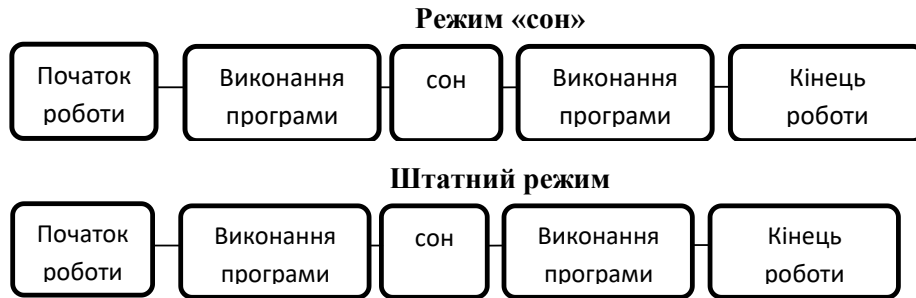 Режим «сон»
Початок роботи
Виконання програми
сон
Виконання програми
Кінець роботи
Штатний режим
Початок роботи
Виконання програми
сон
Виконання програми
Кінець роботи